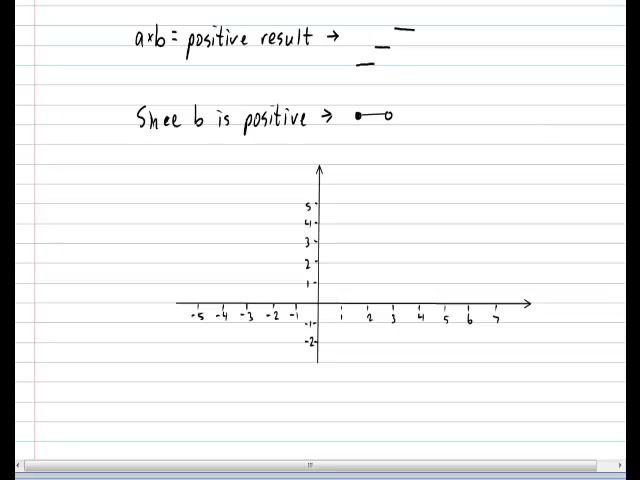 a×b = positive result →
Sinee b is positive →
5
4
3
2
1
-5 -4 -3 -2 -1 1 2 3 4 5 6 7
-1
-2